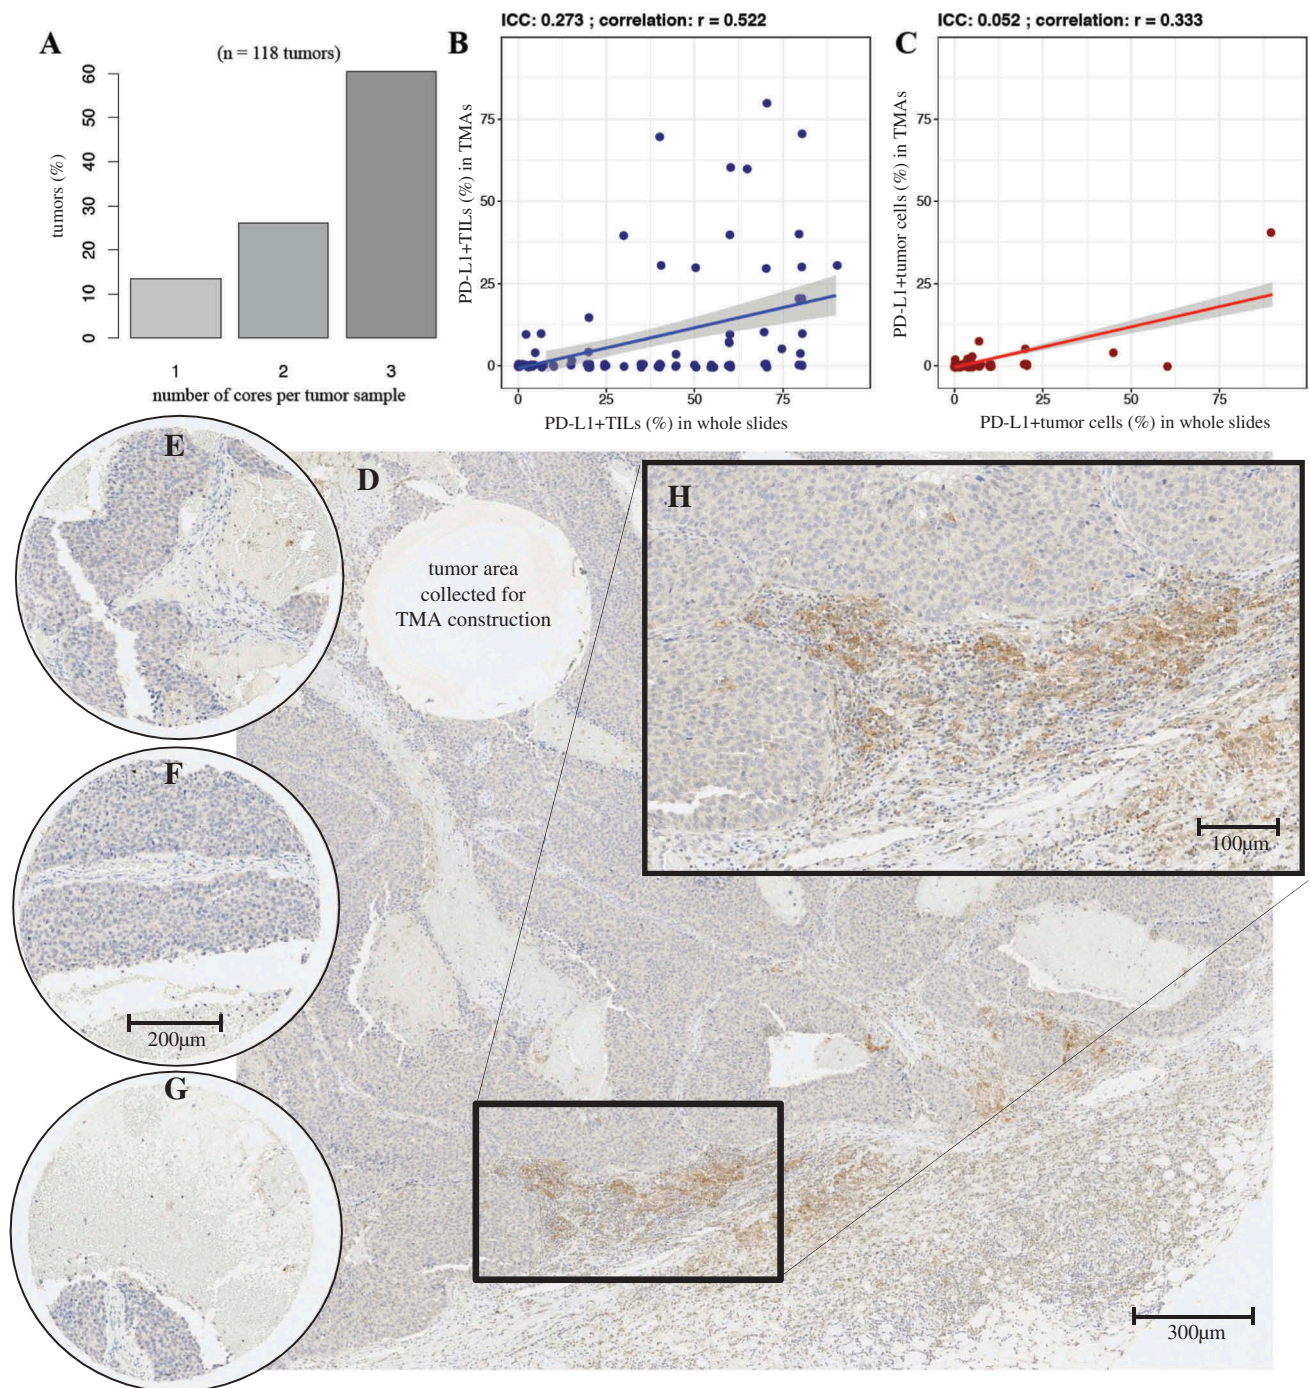 A
(n = 118 tumors)
tumors (%)
60
50
40
30
20
10
0
1 2 3
number of cores per tumor sample
ICC: 0.273 ; correlation: r = 0.522
B
PD-L1+TILs (%) in TMAs
75
50
25
0
0 25 50 75
PD-L1+TILs (%) in whole slides
ICC: 0.052 ; correlation: r = 0.333
C
PD-L1+tumor cells (%) in TMAs
75
50
25
0
0 25 50 75
PD-L1+tumor cells (%) in whole slides
E
D
tumor area
collected for
TMA construction
H
100µm
F
200µm
G
300µm